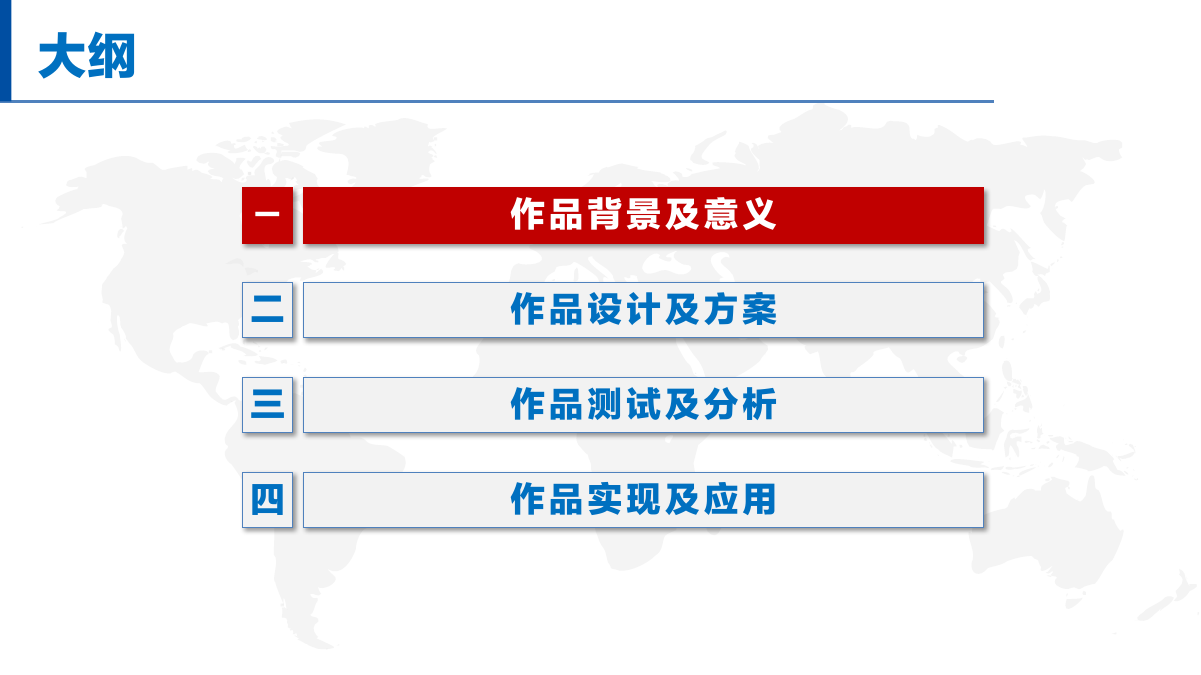 大纲
一 作品背景及意义
二 作品设计及方案
三 作品测试及分析
四 作品实现及应用